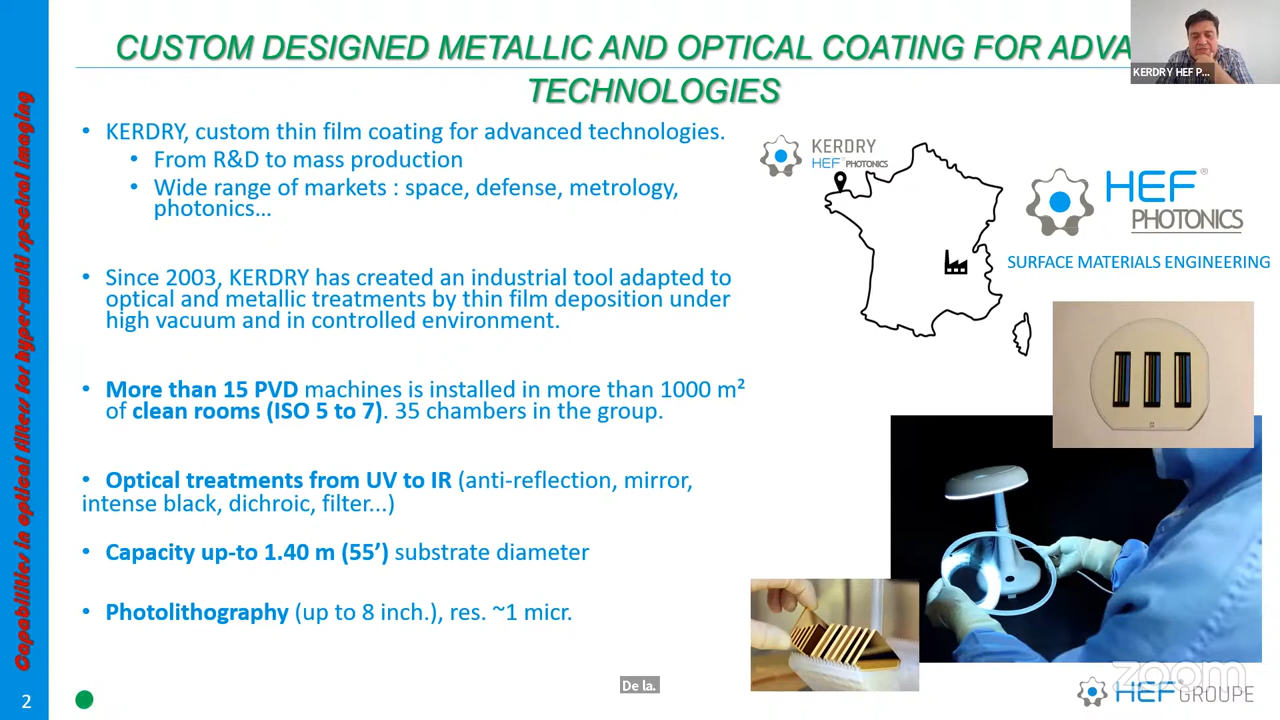 CUSTOM DESIGNED METALLIC AND OPTICAL COATING FOR ADVA
TECHNOLOGIES
KERDRY HEF P...
Capabilities in optical filters for hyper-multi spectral imaging
• KERDRY, custom thin film coating for advanced technologies.
• From R&D to mass production
• Wide range of markets : space, defense, metrology,
photonics...
• Since 2003, KERDRY has created an industrial tool adapted to
optical and metallic treatments by thin film deposition under
high vacuum and in controlled environment.
• More than 15 PVD machines is installed in more than 1000 m²
of clean rooms (ISO 5 to 7). 35 chambers in the group.
• Optical treatments from UV to IR (anti-reflection, mirror,
intense black, dichroic, filter...)
• Capacity up-to 1.40 m (55’) substrate diameter
• Photolithography (up to 8 inch.), res. ~1 micr.
KERDRY
HEF® PHOTONICS
HEF®
PHOTONICS
SURFACE MATERIALS ENGINEERING
De la.
zoom
HEF GROUPE
2